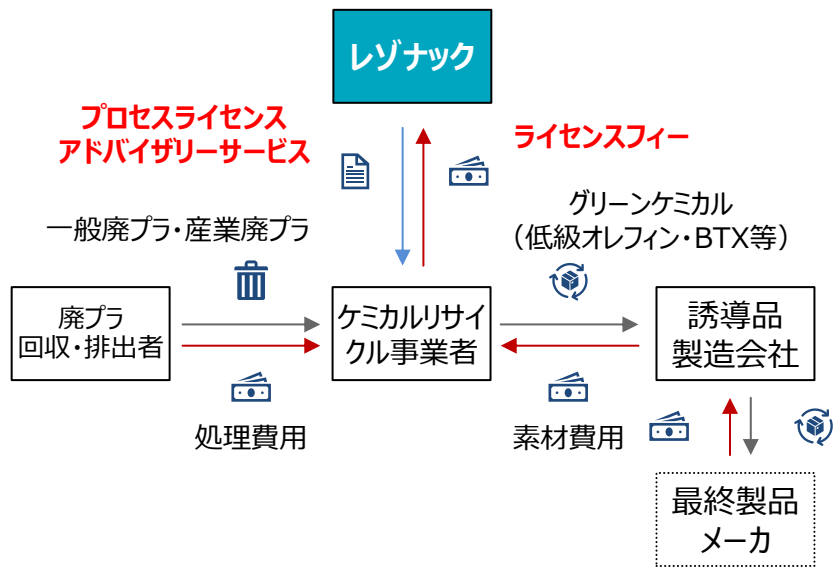 レゾナック
プロセスライセンス
アドバイザリーサービス
ライセンスフィー
一般廃プラ・産業廃プラ
グリーンケミカル
（低級オレフィン・BTX等）
廃プラ
回収・排出者
ケミカルリサイ
クル事業者
誘導品
製造会社
処理費用
素材費用
最終製品
メーカ